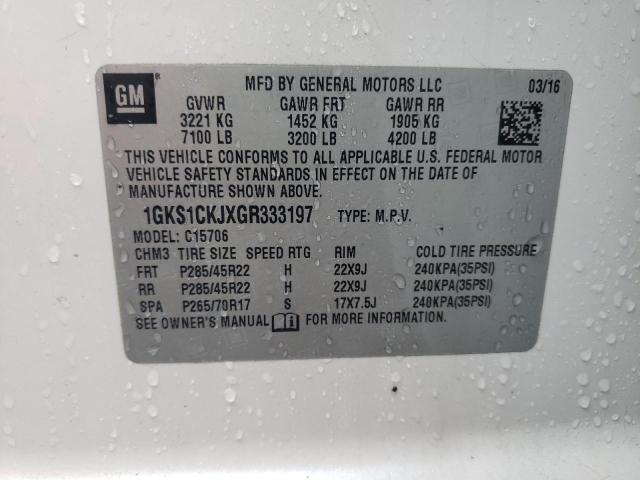 GM
MFD BY GENERAL MOTORS LLC 03/16
GVWR GAWR FRT GAWR RR
3221 KG 1452 KG 1905 KG
7100 LB 3200 LB 4200 LB
THIS VEHICLE CONFORMS TO ALL APPLICABLE U.S. FEDERAL MOTOR
VEHICLE SAFETY STANDARDS IN EFFECT ON THE DATE OF
MANUFACTURE SHOWN ABOVE.
1GKS1CKJXGR333197 TYPE: M.P.V.
MODEL: C15706
CHM3 TIRE SIZE SPEED RTG RIM COLD TIRE PRESSURE
FRT P285/45R22 H 22X9J 240KPA(35PSI)
RR P285/45R22 H 22X9J 240KPA(35PSI)
SPA P265/70R17 S 17X7.5J 240KPA(35PSI)
SEE OWNER'S MANUAL FOR MORE INFORMATION.